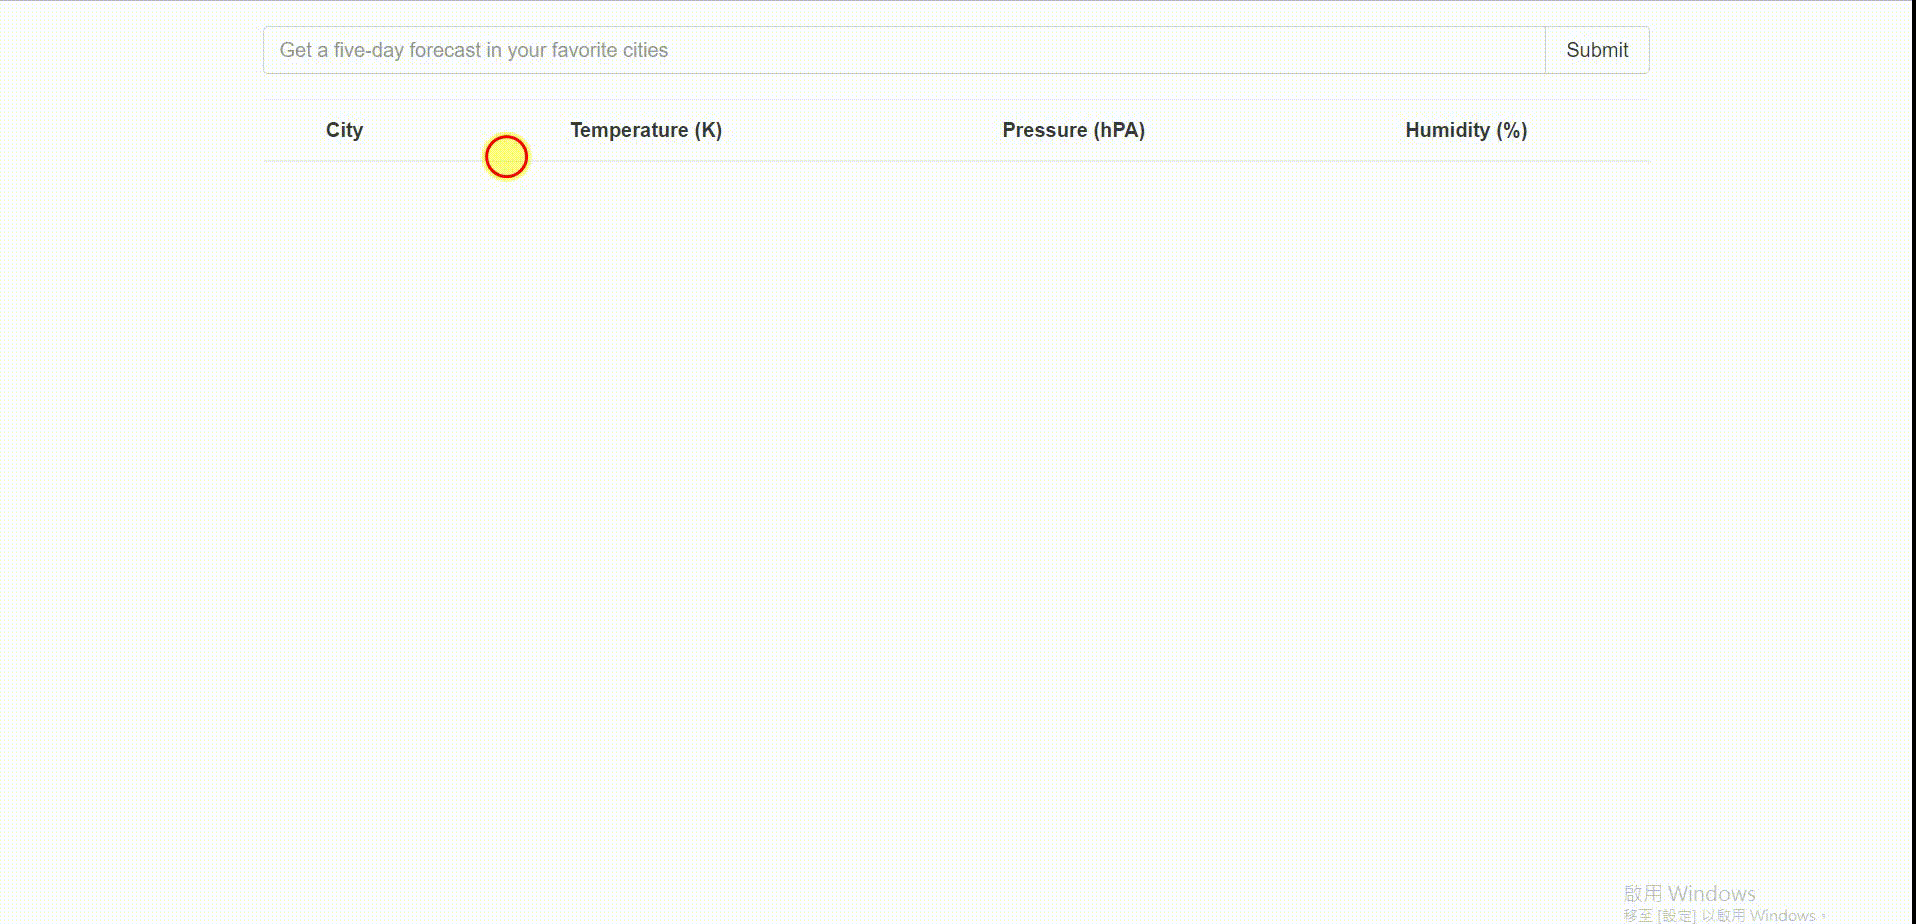 Get a five-day forecast in your favorite cities Submit
City Temperature (K) Pressure (hPA) Humidity (%)
啟用 Windows
移至 [設定] 以啟用 Windows。